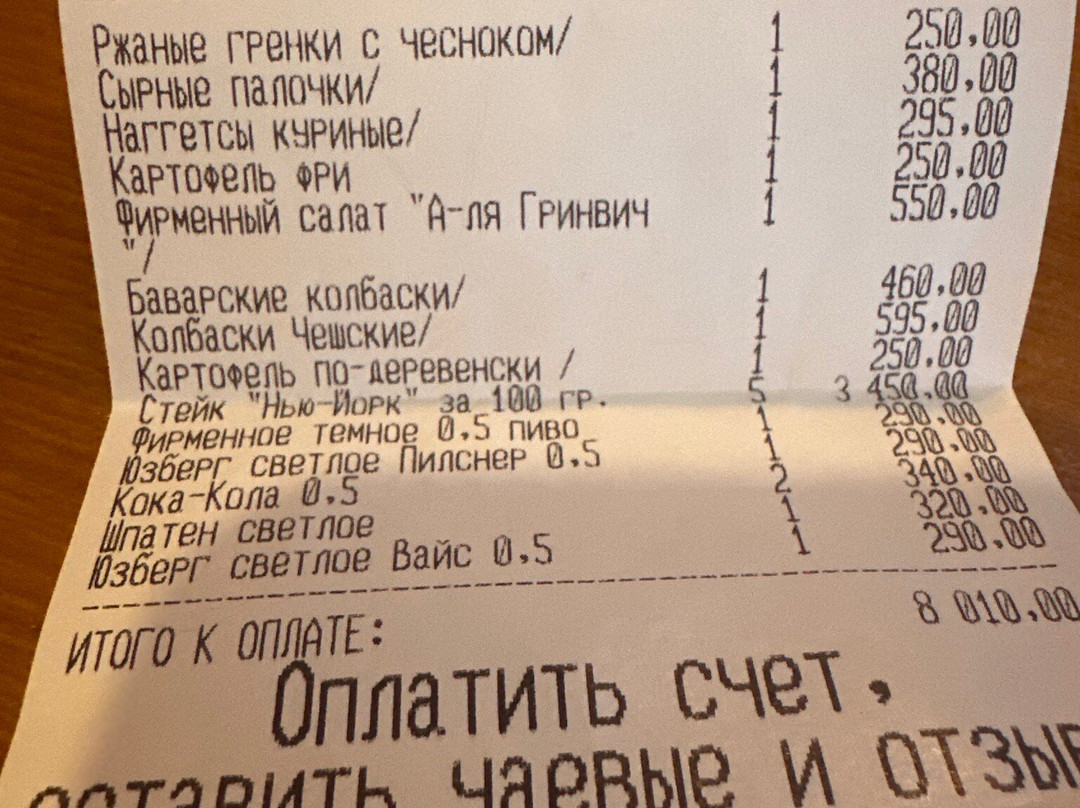 Ржаные гренки с чесноком/ 1 250,00
Сырные палочки/ 1 380,00
Наггетсы куриные/ 1 295,00
Картофель фри 1 250,00
Фирменный салат "А-ля Гринвич 1 550,00
"/
Баварские колбаски/ 1 460,00
Колбаски Чешские/ 1 595,00
Картофель по-деревенски / 1 250,00
Стейк "Нью-Йорк" за 100 гр. 5 3 450,00
Фирменное темное 0,5 пиво 1 290,00
Юзберг светлое Пилснер 0,5 1 290,00
Кока-Кола 0,5 2 340,00
Шпатен светлое 1 320,00
Юзберг светлое Вайс 0,5 1 290,00
ИТОГО К ОПЛАТЕ: 8 010,00
Оплатить счет,
оставить чаевые и отзыв